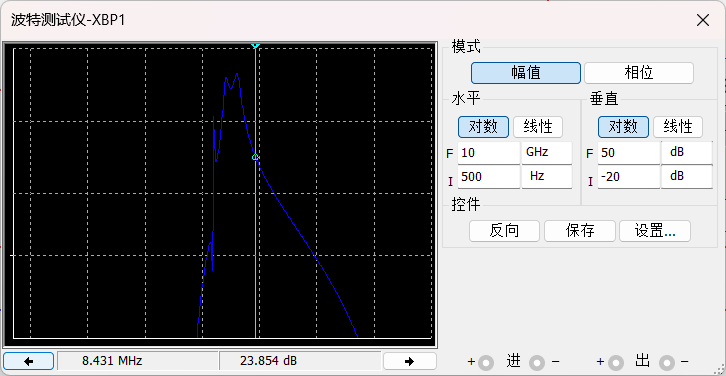 波特测试仪-XBP1
模式
幅值 相位
水平 垂直
对数 线性 对数 线性
F 10 GHz F 50 dB
I 500 Hz I -20 dB
控件
反向 保存 设置...
8.431 MHz 23.854 dB
+ 进 − + 出 −